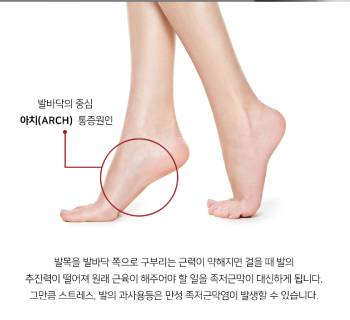 발바닥의 중심
아치(ARCH) 통증원인
발목을 발바닥 쪽으로 구부리는 근력이 약해지면 걸을 때 발의
추진력이 떨어져 원래 근육이 해주어야 할 일을 족저근막이 대신하게 됩니다.
그만큼 스트레스, 발의 과사용등은 만성 족저근막염이 발생할 수 있습니다.